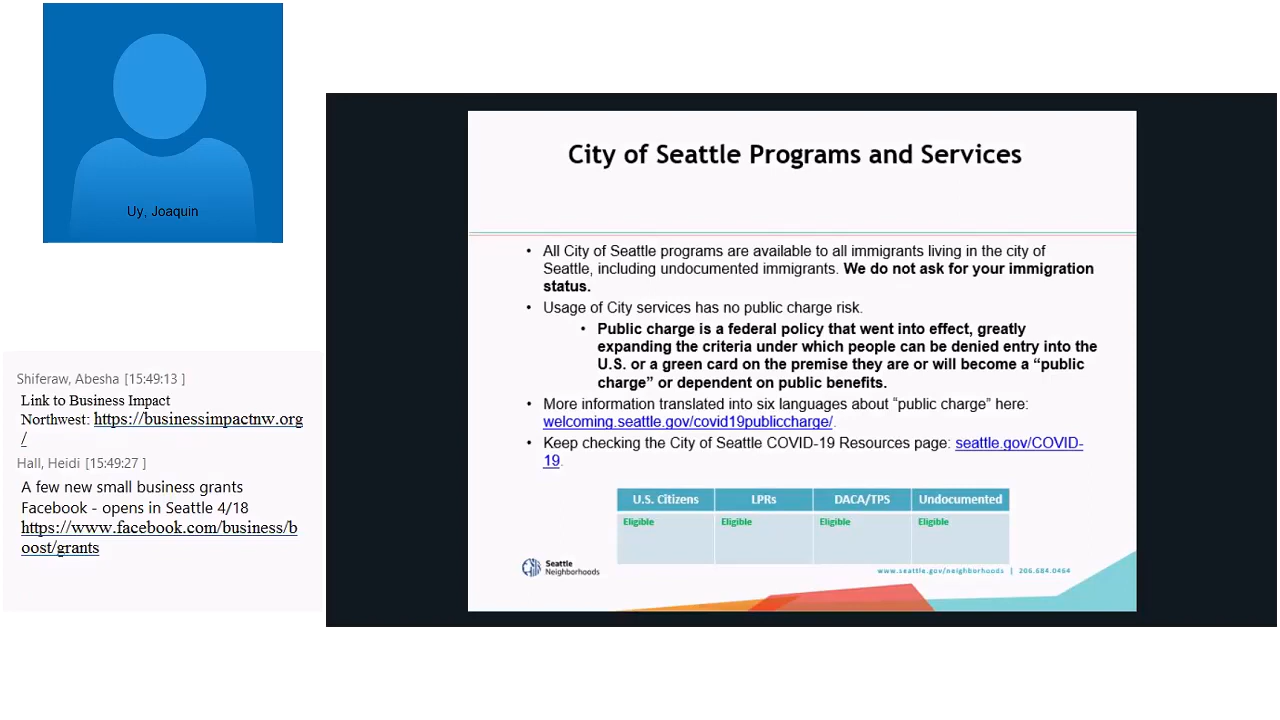 Uy, Joaquin
Shiferaw, Abesha [15:49:13 ]
Link to Business Impact
Northwest: https://businessimpactnw.org
/
Hall, Heidi [15:49:27 ]
A few new small business grants
Facebook - opens in Seattle 4/18
https://www.facebook.com/business/b
oost/grants
City of Seattle Programs and Services
• All City of Seattle programs are available to all immigrants living in the city of
Seattle, including undocumented immigrants. We do not ask for your immigration
status.
• Usage of City services has no public charge risk.
• Public charge is a federal policy that went into effect, greatly
expanding the criteria under which people can be denied entry into the
U.S. or a green card on the premise they are or will become a “public
charge” or dependent on public benefits.
• More information translated into six languages about “public charge” here:
welcoming.seattle.gov/covid19publiccharge/.
• Keep checking the City of Seattle COVID-19 Resources page: seattle.gov/COVID-
19.
U.S. Citizens LPRs DACA/TPS Undocumented
Eligible Eligible Eligible Eligible
Seattle
Neighborhoods
www.seattle.gov/neighborhoods | 206.684.0464